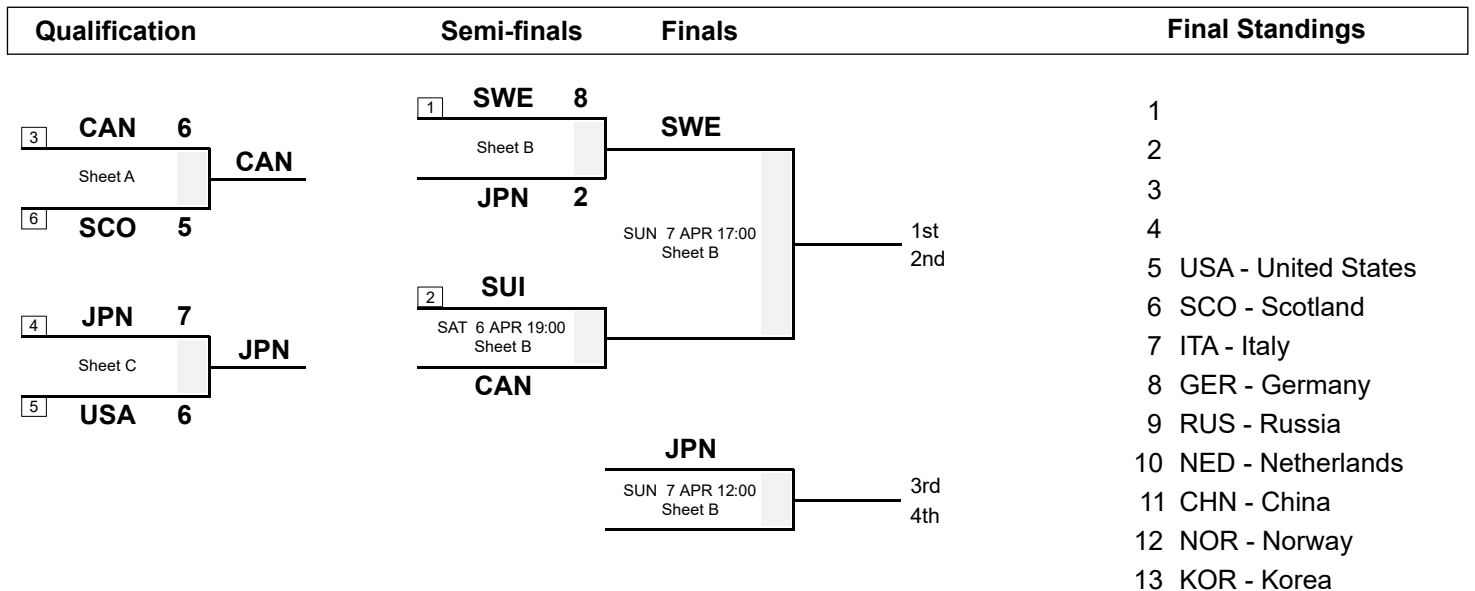 Qualification Semi-finals Finals Final Standings
3 CAN 6
Sheet A
6 SCO 5
CAN
4 JPN 7
Sheet C
5 USA 6
JPN
1 SWE 8
Sheet B
JPN 2
2 SUI
SAT 6 APR 19:00
Sheet B
CAN
SWE
SUN 7 APR 17:00
Sheet B
1st
2nd
JPN
SUN 7 APR 12:00
Sheet B
3rd
4th
1
2
3
4
5 USA - United States
6 SCO - Scotland
7 ITA - Italy
8 GER - Germany
9 RUS - Russia
10 NED - Netherlands
11 CHN - China
12 NOR - Norway
13 KOR - Korea